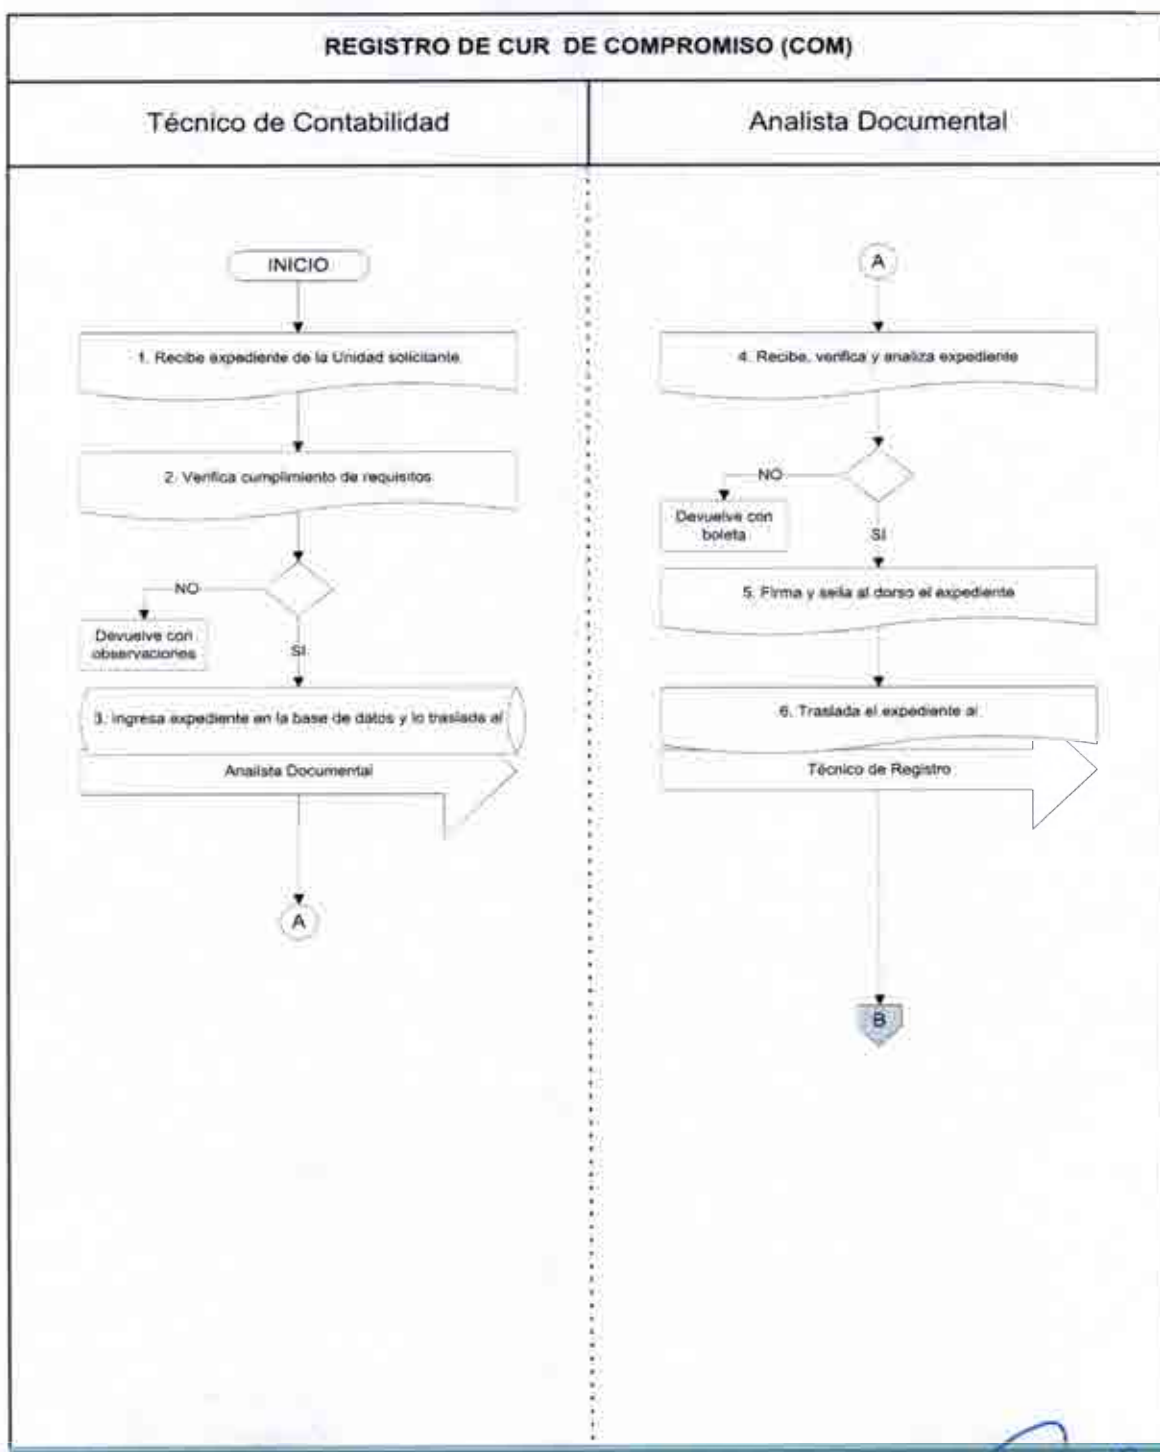 REGISTRO DE CUR DE COMPROMISO (COM)
Técnico de Contabilidad
Analista Documental
INICIO
1. Recibe expediente de la Unidad solicitante.
2. Verifica cumplimiento de requisitos.
NO
Devuelve con
observaciones
SI
3. Ingresa expediente en la base de datos y lo traslada al
Analista Documental
A
A
4. Recibe, verifica y analiza expediente
NO
Devuelve con
boleta
SI
5. Firma y sella al dorso el expediente
6. Traslada el expediente al
Técnico de Registro
B